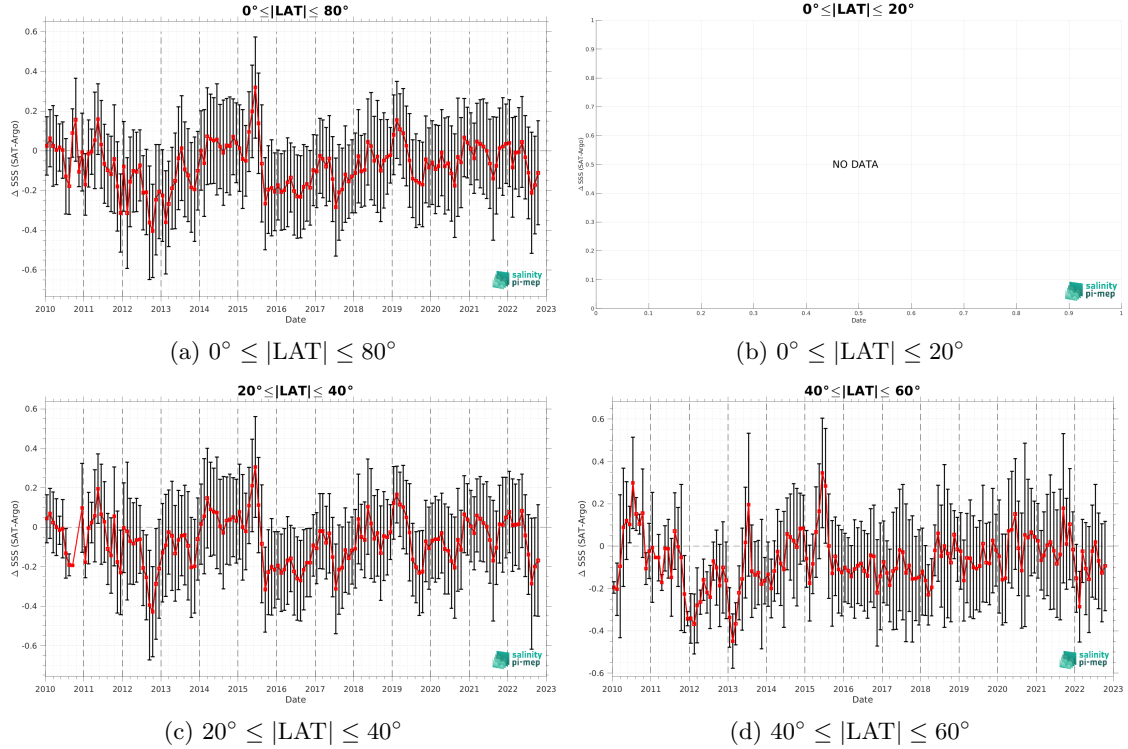 0°≤|LAT|≤ 80°
Δ SSS (SAT-Argo)
0.6
0.4
0.2
0
-0.2
-0.4
-0.6
2010 2011 2012 2013 2014 2015 2016 2017 2018 2019 2020 2021 2022 2023
Date
salinity
pi-mep
(a) 0° ≤ |LAT| ≤ 80°
0°≤|LAT|≤ 20°
Δ SSS (SAT-Argo)
1
0.9
0.8
0.7
0.6
0.5
0.4
0.3
0.2
0.1
0
NO DATA
0 0.1 0.2 0.3 0.4 0.5 0.6 0.7 0.8 0.9 1
Date
salinity
pi-mep
(b) 0° ≤ |LAT| ≤ 20°
20°≤|LAT|≤ 40°
Δ SSS (SAT-Argo)
0.6
0.4
0.2
0
-0.2
-0.4
-0.6
2010 2011 2012 2013 2014 2015 2016 2017 2018 2019 2020 2021 2022 2023
Date
salinity
pi-mep
(c) 20° ≤ |LAT| ≤ 40°
40°≤|LAT|≤ 60°
Δ SSS (SAT-Argo)
0.6
0.4
0.2
0
-0.2
-0.4
-0.6
2010 2011 2012 2013 2014 2015 2016 2017 2018 2019 2020 2021 2022 2023
Date
salinity
pi-mep
(d) 40° ≤ |LAT| ≤ 60°